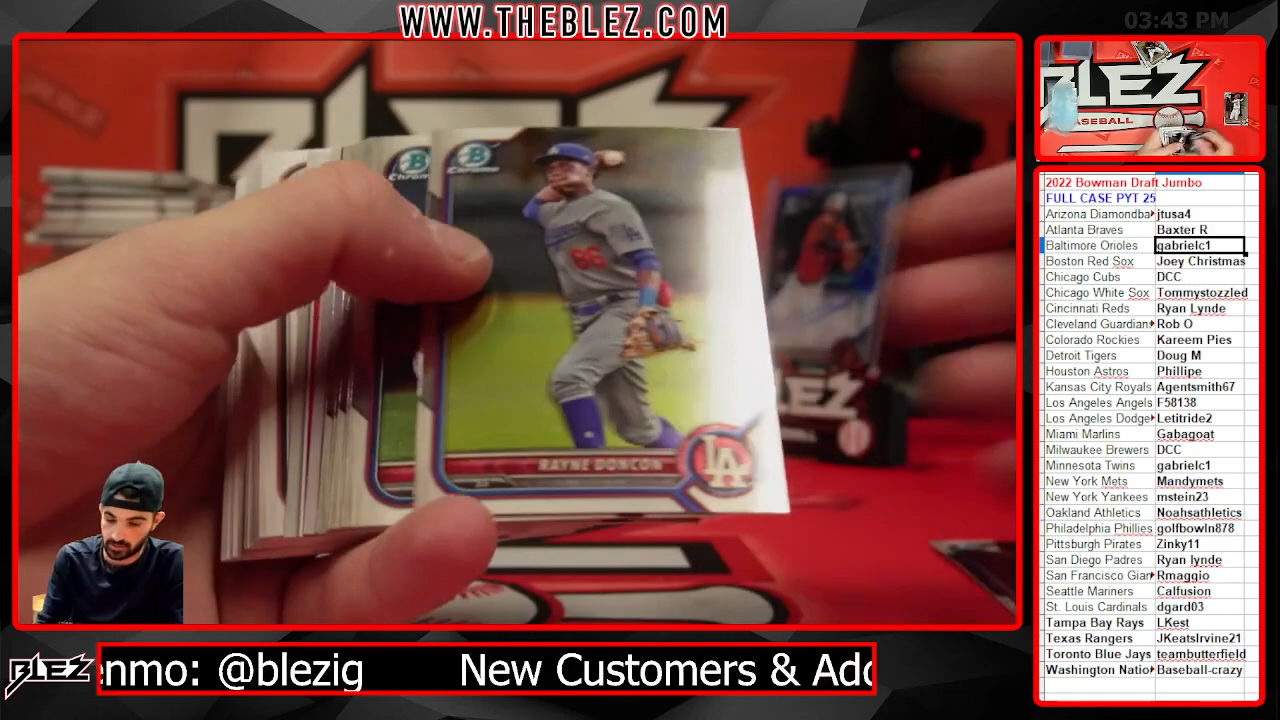 WWW.THEBLEZ.COM
03:43 PM
BLEZ
Chrome
Chrome
66
RAYNE DONCON
LA
BLEZ
BLEZ
BASEBALL
2022 Bowman Draft Jumbo
FULL CASE PYT 25
Arizona Diamondba jtusa4
Atlanta Braves Baxter R
Baltimore Orioles gabrielc1
Boston Red Sox Joey Christmas
Chicago Cubs DCC
Chicago White Sox Tommystozzled
Cincinnati Reds Ryan Lynde
Cleveland Guardian Rob O
Colorado Rockies Kareem Pies
Detroit Tigers Doug M
Houston Astros Phillipe
Kansas City Royals Agentsmith67
Los Angeles Angels F58138
Los Angeles Dodge Letitride2
Miami Marlins Gabagoat
Milwaukee Brewers DCC
Minnesota Twins gabrielc1
New York Mets Mandymets
New York Yankees mstein23
Oakland Athletics Noahsathletics
Philadelphia Phillies golfbowln878
Pittsburgh Pirates Zinky11
San Diego Padres Ryan lynde
San Francisco Gian Rmaggio
Seattle Mariners Calfusion
St. Louis Cardinals dgard03
Tampa Bay Rays LKest
Texas Rangers JKeatsIrvine21
Toronto Blue Jays teambutterfield
Washington Natio Baseball-crazy
BLEZ
enmo: @blezig New Customers & Add